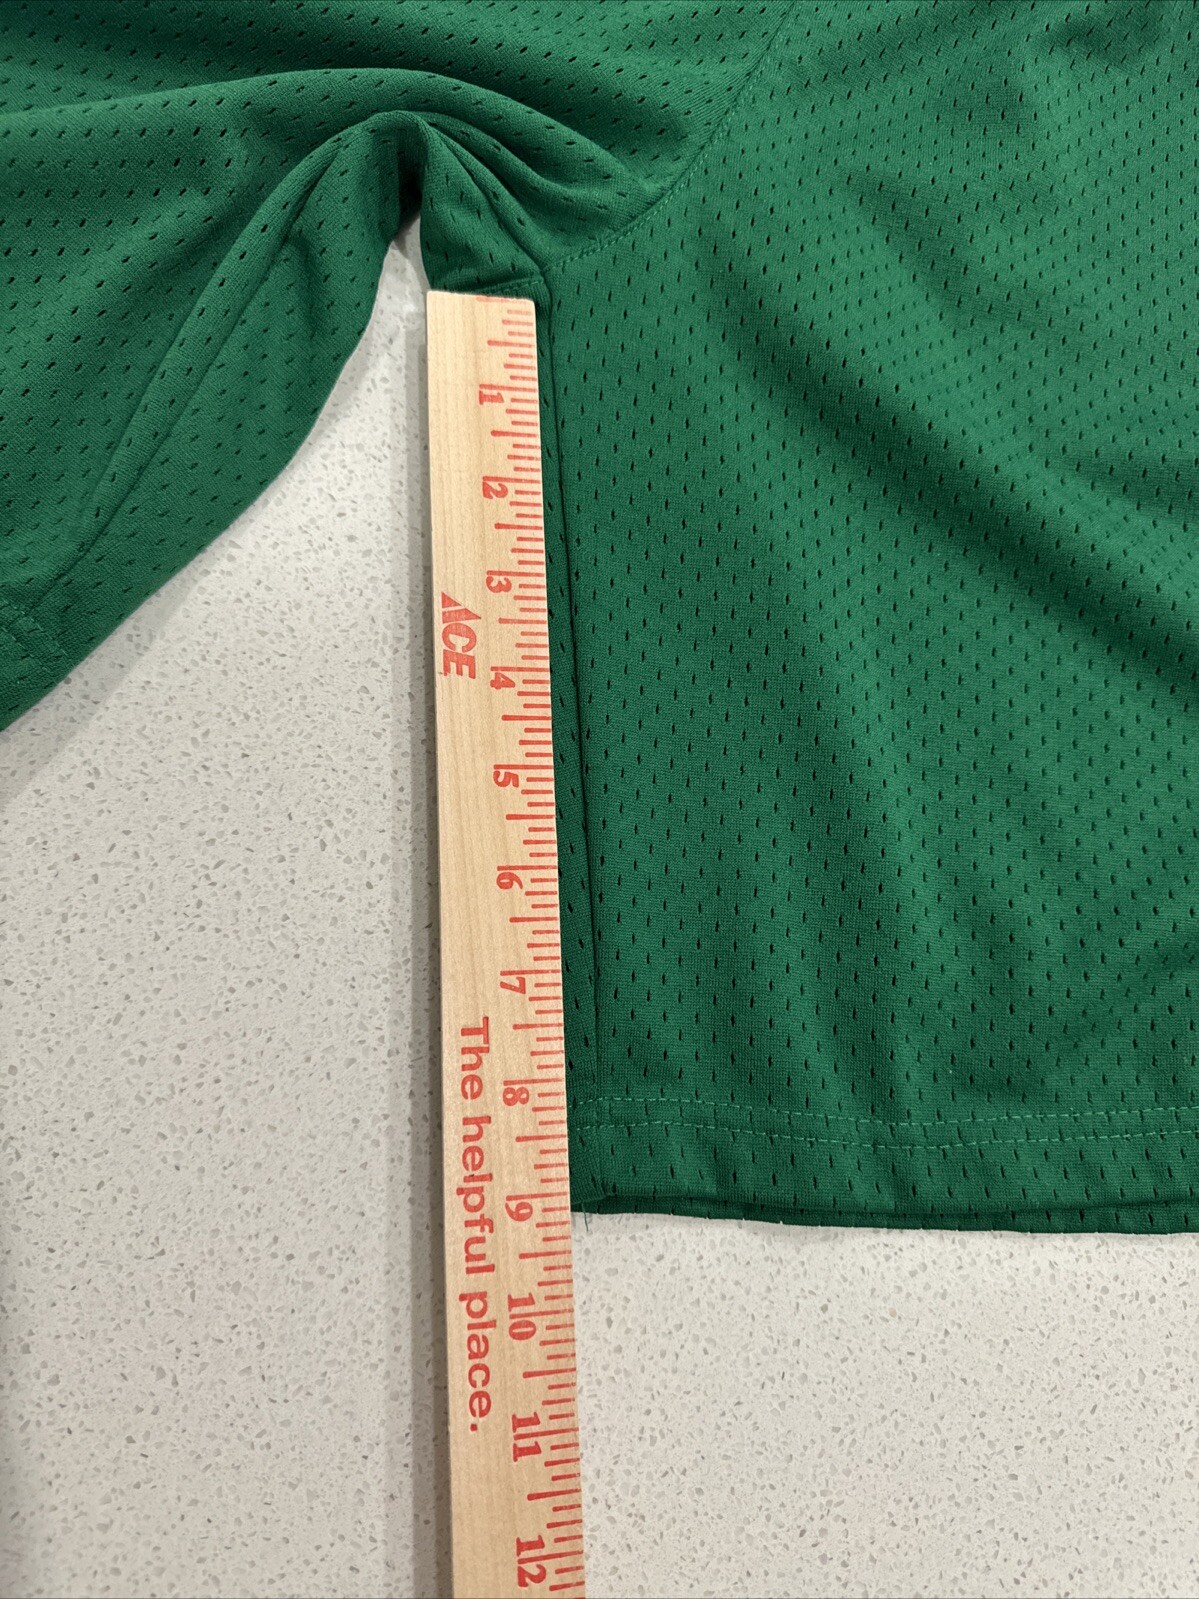 1 2 3 4 5 6 7 8 9 10 11 12
ACE
The helpful place.